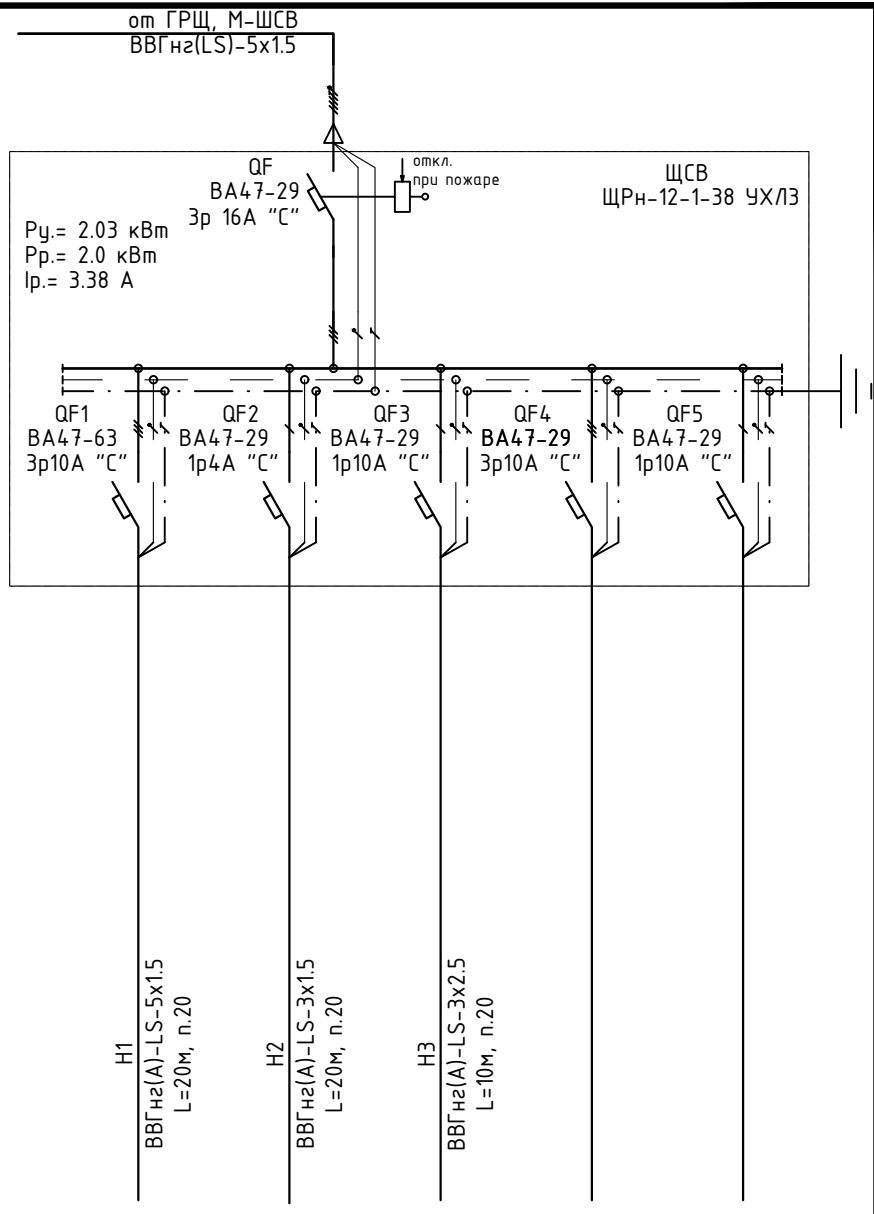 от ГРЩ, М-ШСВ
ВВГнг(LS)-5х1.5
QF
ВА47-29
3р 16А "С"
откл.
при пожаре
ЩСВ
ЩРн-12-1-38 УХЛ3
Ру.= 2.03 кВт
Рр.= 2.0 кВт
Iр.= 3.38 А
QF1
ВА47-63
3р10А "С"
QF2
ВА47-29
1р4А "С"
QF3
ВА47-29
1р10А "С"
QF4
ВА47-29
3р10А "С"
QF5
ВА47-29
1р10А "С"
Н1
ВВГнг(А)-LS-5х1.5
L=20м, п.20
Н2
ВВГнг(А)-LS-3х1.5
L=20м, п.20
Н3
ВВГнг(А)-LS-3х2.5
L=10м, п.20